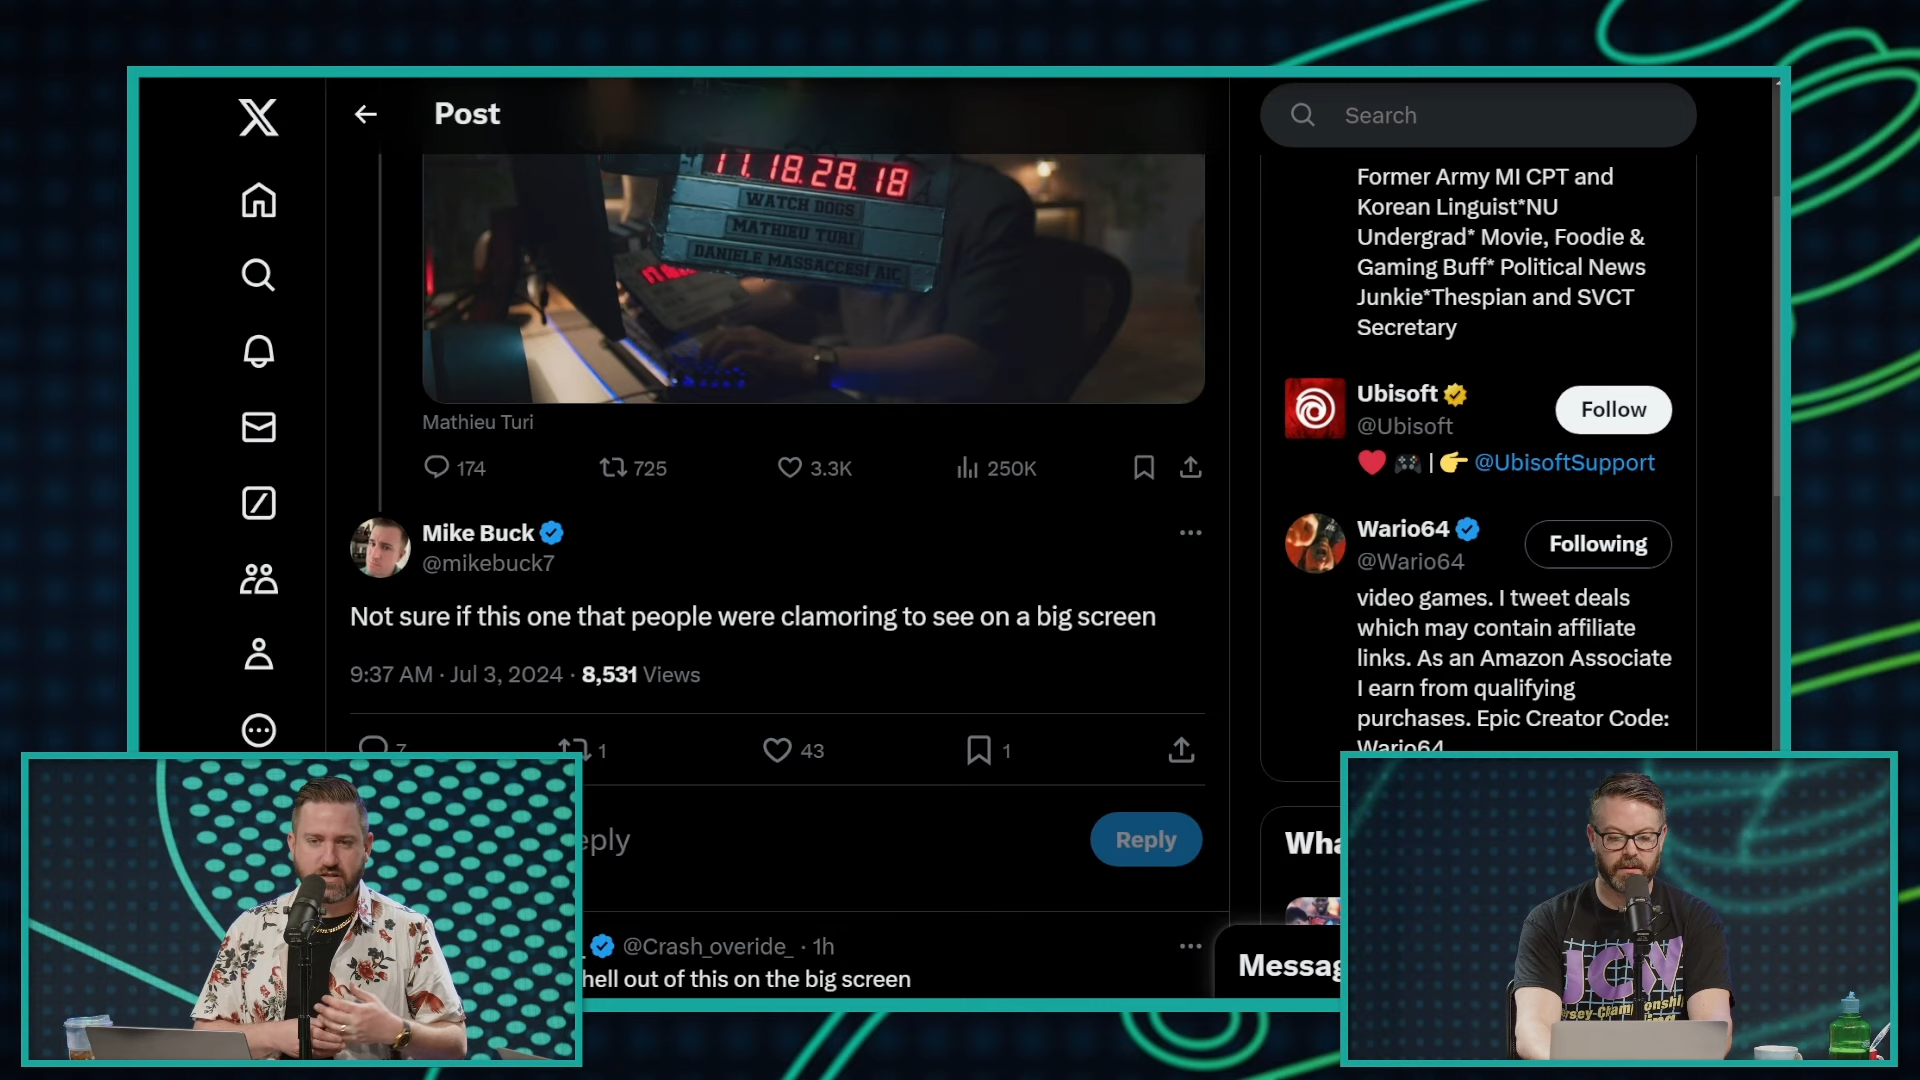 Post
Search
17.18.28.18
WATCH DOGS
MATHIEU TURI
DANIELE MASSACCESI AIC
Mathieu Turi
174
725
3.3K
250K
Mike Buck
@mikebuck7
Not sure if this one that people were clamoring to see on a big screen
9:37 AM · Jul 3, 2024 · 8,531 Views
7
1
43
1
eply
Reply
@Crash_overide_ · 1h
hell out of this on the big screen
Former Army MI CPT and
Korean Linguist*NU
Undergrad* Movie, Foodie &
Gaming Buff* Political News
Junkie*Thespian and SVCT
Secretary
Ubisoft
Follow
@Ubisoft
| @UbisoftSupport
Wario64
Following
@Wario64
video games. I tweet deals
which may contain affiliate
links. As an Amazon Associate
I earn from qualifying
purchases. Epic Creator Code:
Wario64
Wha
Messag
JCW